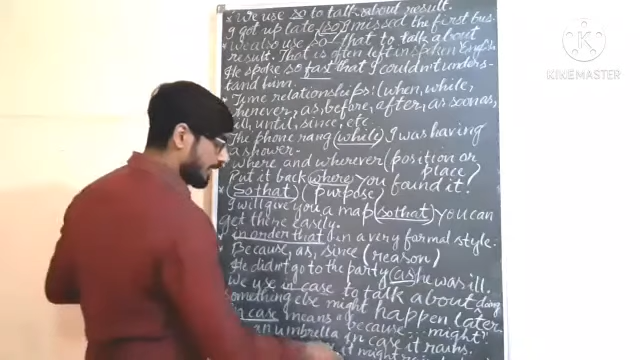 * We use so to talk about result.
I got up late, (so) I missed the first bus.
* We also use so that to talk about
result. That is often left in spoken English.
He spoke so fast that I couldn't unders-
tand him.
* Time relationships: (when, while,
whenever, as, before, after, as soon as,
till, until, since, etc
The phone rang (while) I was having
a shower.
* Where and wherever (position or
place)
Put it back where you found it!
* (so that) (purpose)
I will give you a map (so that) you can
get there easily.
in order that in a very formal style.
* Because, as, since (reason)
He didn't go to the party (as) he was ill.
We use in case to talk about doing
something else might happen later
in case means because... might
an umbrella in case it rains.
it might
KINEMASTER